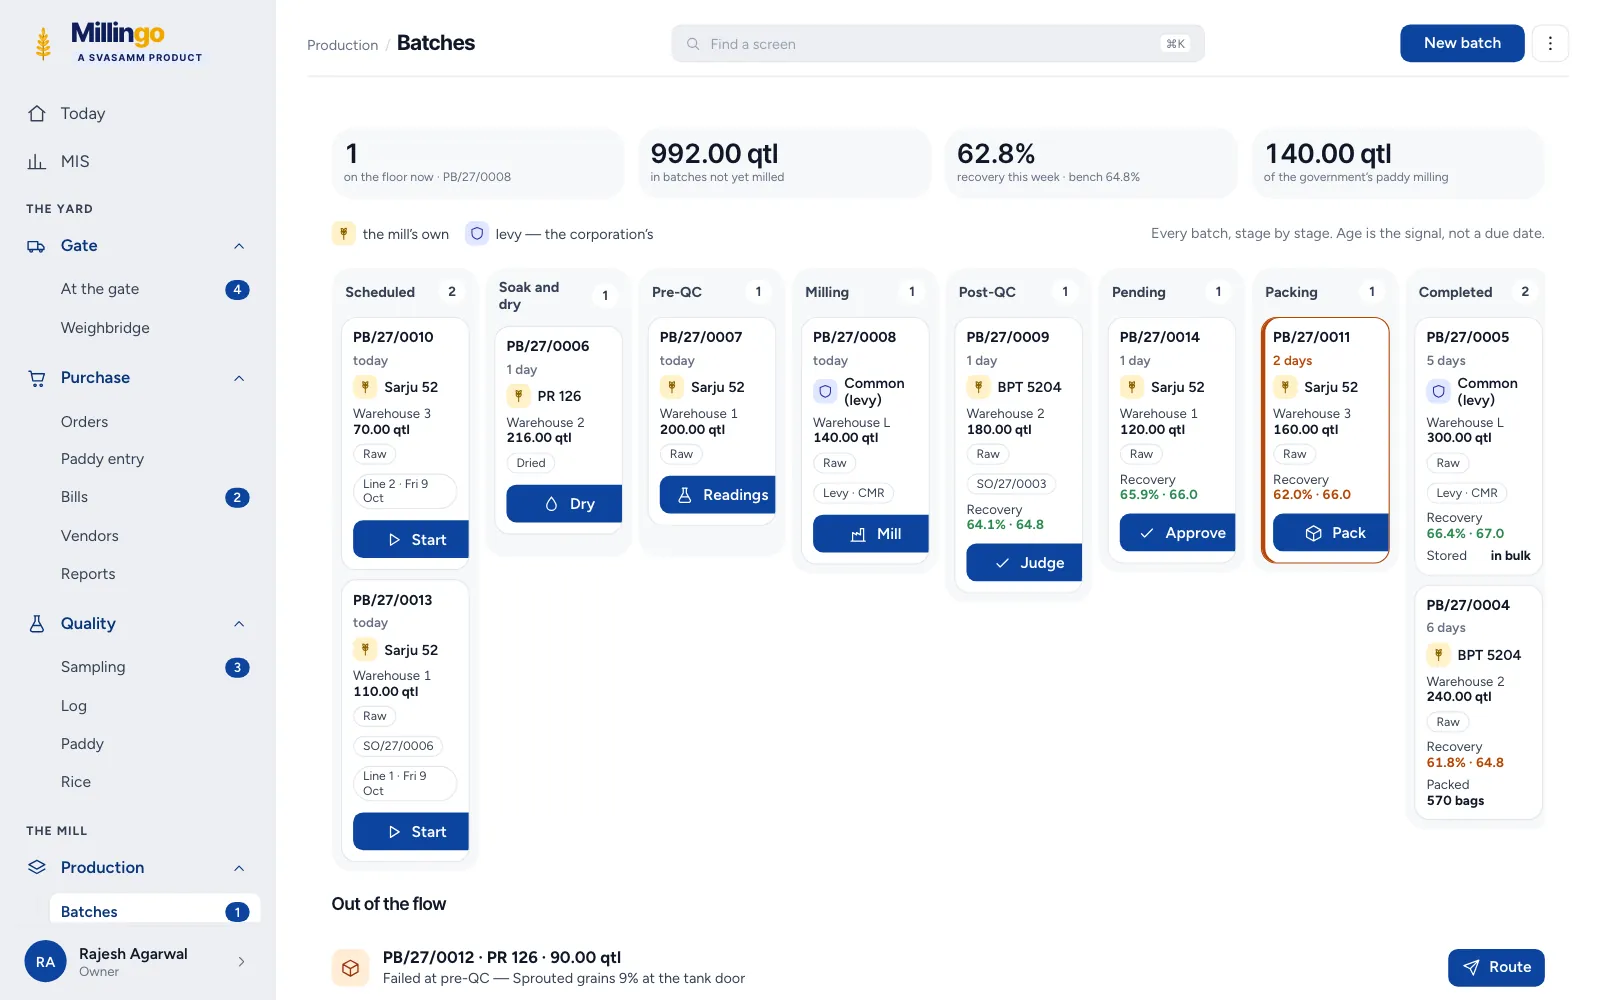 Millingo
A SVASAMM PRODUCT
Today
MIS
THE YARD
Gate
At the gate 4
Weighbridge
Purchase
Orders
Paddy entry
Bills 2
Vendors
Reports
Quality
Sampling 3
Log
Paddy
Rice
THE MILL
Production
Batches 1
RA
Rajesh Agarwal
Owner
Production / Batches
Find a screen ⌘K
New batch
1
on the floor now · PB/27/0008
992.00 qtl
in batches not yet milled
62.8%
recovery this week · bench 64.8%
140.00 qtl
of the government's paddy milling
the mill's own
levy — the corporation's
Every batch, stage by stage. Age is the signal, not a due date.
Scheduled 2
PB/27/0010
today
Sarju 52
Warehouse 3
70.00 qtl
Raw
Line 2 · Fri 9
Oct
Start
PB/27/0013
today
Sarju 52
Warehouse 1
110.00 qtl
Raw
SO/27/0006
Line 1 · Fri 9
Oct
Start
Soak and
dry 1
PB/27/0006
1 day
PR 126
Warehouse 2
216.00 qtl
Dried
Dry
Pre-QC 1
PB/27/0007
today
Sarju 52
Warehouse 1
200.00 qtl
Raw
Readings
Milling 1
PB/27/0008
today
Common
(levy)
Warehouse L
140.00 qtl
Raw
Levy · CMR
Mill
Post-QC 1
PB/27/0009
1 day
BPT 5204
Warehouse 2
180.00 qtl
Raw
SO/27/0003
Recovery
64.1% · 64.8
Judge
Pending 1
PB/27/0014
1 day
Sarju 52
Warehouse 1
120.00 qtl
Raw
Recovery
65.9% · 66.0
Approve
Packing 1
PB/27/0011
2 days
Sarju 52
Warehouse 3
160.00 qtl
Raw
Recovery
62.0% · 66.0
Pack
Completed 2
PB/27/0005
5 days
Common
(levy)
Warehouse L
300.00 qtl
Raw
Levy · CMR
Recovery
66.4% · 67.0
Stored in bulk
PB/27/0004
6 days
BPT 5204
Warehouse 2
240.00 qtl
Raw
Recovery
61.8% · 64.8
Packed
570 bags
Out of the flow
PB/27/0012 · PR 126 · 90.00 qtl
Failed at pre-QC — Sprouted grains 9% at the tank door
Route